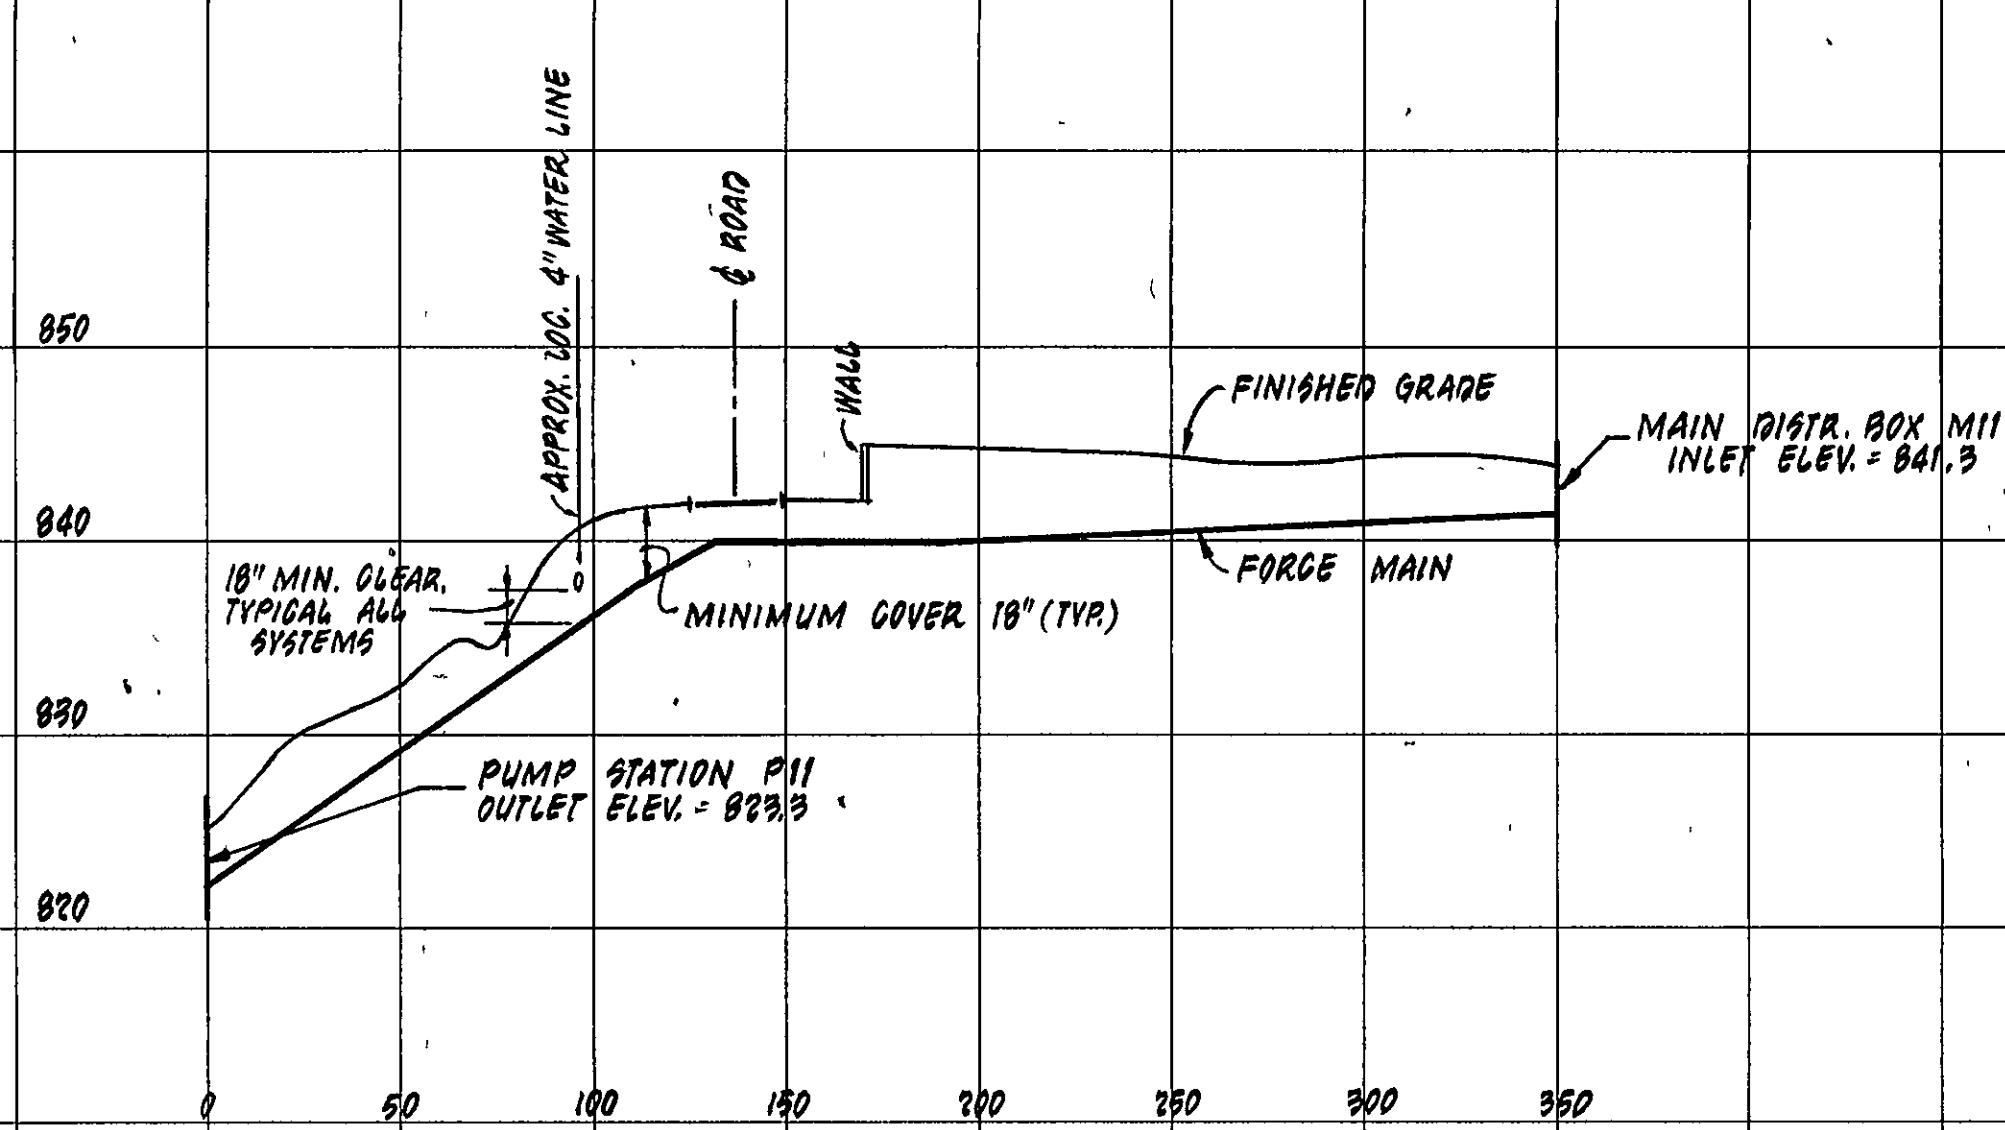 APPROX. LOC. 4" WATER LINE
℄ ROAD
850
WALL
FINISHED GRADE
MAIN DISTR. BOX M11
INLET ELEV. = 841.3
840
18" MIN. CLEAR.
TYPICAL ALL
SYSTEMS
FORCE MAIN
MINIMUM COVER 18" (TYP.)
830
PUMP STATION P11
OUTLET ELEV. = 823.3
820
0 50 100 150 200 250 300 350